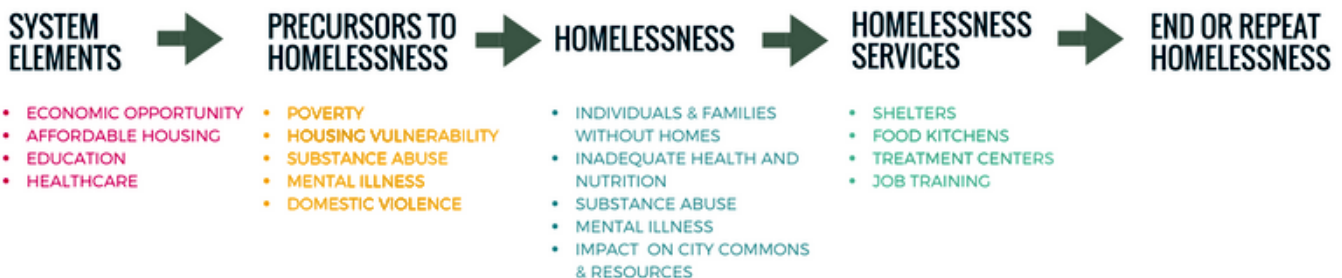 SYSTEM
ELEMENTS
• ECONOMIC OPPORTUNITY
• AFFORDABLE HOUSING
• EDUCATION
• HEALTHCARE
PRECURSORS TO
HOMELESSNESS
• POVERTY
• HOUSING VULNERABILITY
• SUBSTANCE ABUSE
• MENTAL ILLNESS
• DOMESTIC VIOLENCE
HOMELESSNESS
• INDIVIDUALS & FAMILIES
WITHOUT HOMES
• INADEQUATE HEALTH AND
NUTRITION
• SUBSTANCE ABUSE
• MENTAL ILLNESS
• IMPACT ON CITY COMMONS
& RESOURCES
HOMELESSNESS
SERVICES
• SHELTERS
• FOOD KITCHENS
• TREATMENT CENTERS
• JOB TRAINING
END OR REPEAT
HOMELESSNESS